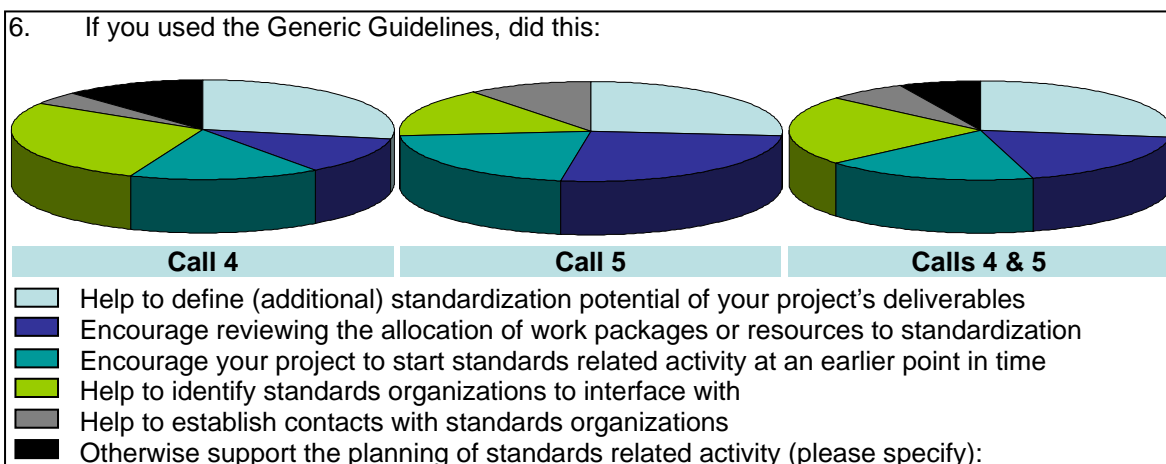 6. If you used the Generic Guidelines, did this:
Call 4 Call 5 Calls 4 & 5
Help to define (additional) standardization potential of your project's deliverables
Encourage reviewing the allocation of work packages or resources to standardization
Encourage your project to start standards related activity at an earlier point in time
Help to identify standards organizations to interface with
Help to establish contacts with standards organizations
Otherwise support the planning of standards related activity (please specify):